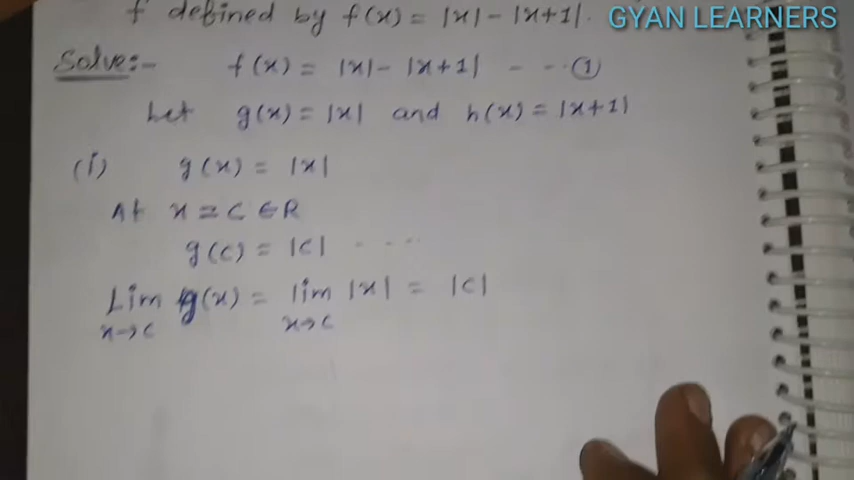 f defined by f(x) = |x| - |x+1|. GYAN LEARNERS
Solve:- f(x) = |x| - |x+1| - - - - ①
Let g(x) = |x| and h(x) = |x+1|
(i) g(x) = |x|
At x = c ∈ R
g(c) = |c| - - - -
Lim g(x) = lim |x| = |c|
x→c x→c